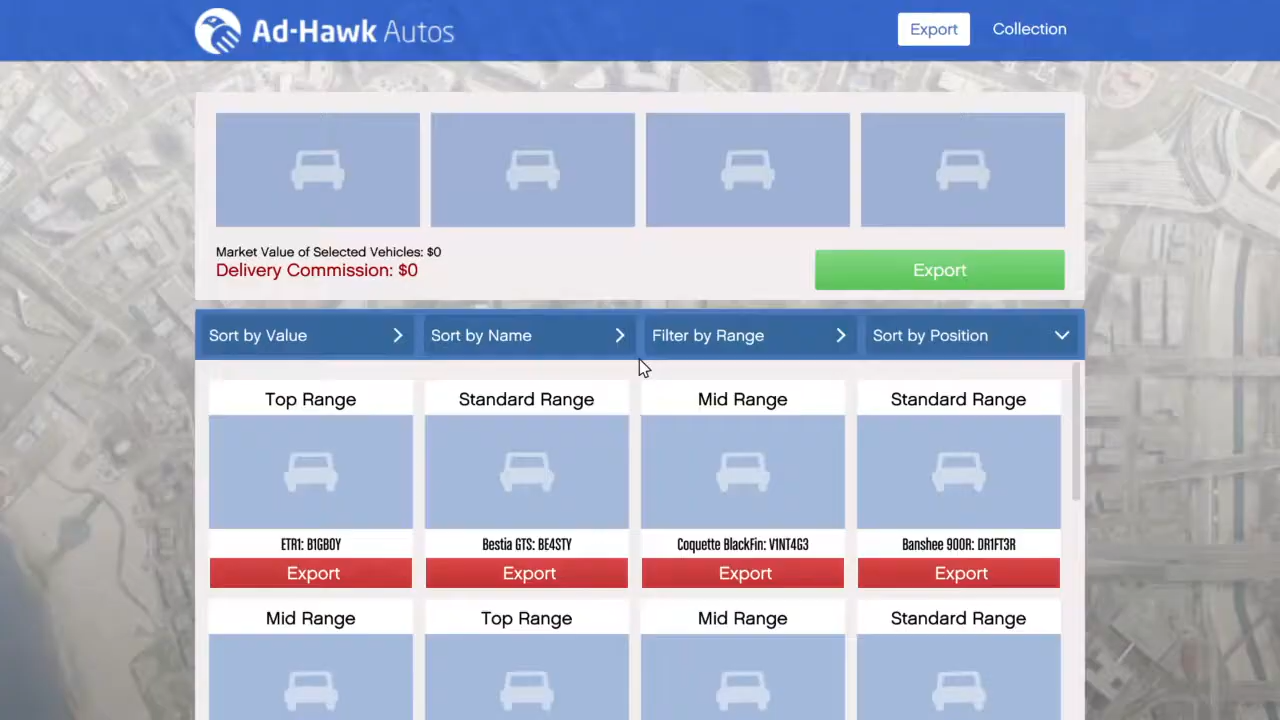 Ad-Hawk Autos
Export
Collection
Market Value of Selected Vehicles: $0
Delivery Commission: $0
Export
Sort by Value
Sort by Name
Filter by Range
Sort by Position
Top Range
Standard Range
Mid Range
Standard Range
ETR1: B1GB0Y
Bestia GTS: BE4STY
Coquette BlackFin: V1NT4G3
Banshee 900R: DR1FT3R
Export
Export
Export
Export
Mid Range
Top Range
Mid Range
Standard Range